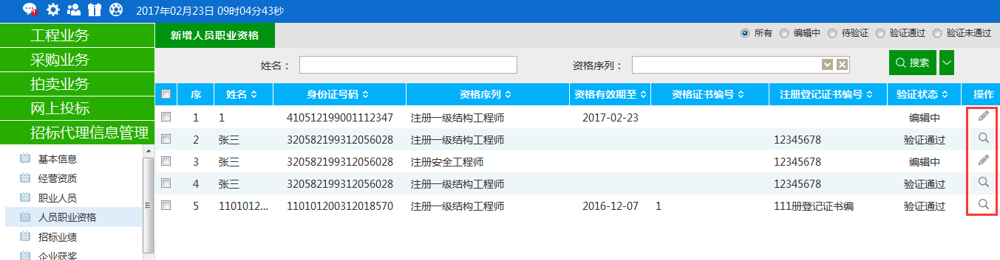 2017年02月23日 09时04分43秒
工程业务
采购业务
拍卖业务
网上投标
招标代理信息管理
基本信息
经营资质
职业人员
人员职业资格
招标业绩
企业获奖
新增人员职业资格
所有 编辑中 待验证 验证通过 验证未通过
姓名： 资格序列： 搜索
序 姓名 身份证号码 资格序列 资格有效期至 资格证书编号 注册登记证书编号 验证状态 操作
1 1 410512199001112347 注册一级结构工程师 2017-02-23 编辑中
2 张三 320582199312056028 注册一级结构工程师 12345678 验证通过
3 张三 320582199312056028 注册安全工程师 12345678 编辑中
4 张三 320582199312056028 注册一级结构工程师 12345678 验证通过
5 1101012... 110101200312018570 注册一级结构工程师 2016-12-07 1 111册登记证书编 验证通过